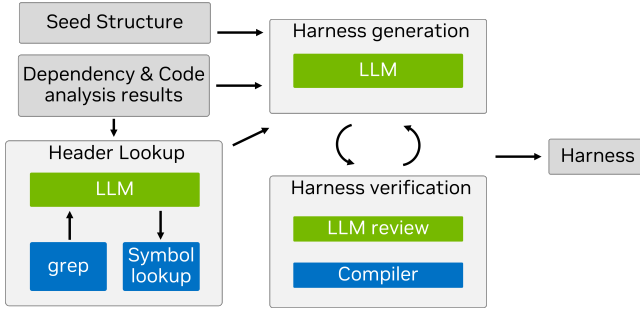 Seed Structure
Dependency & Code
analysis results
Header Lookup
LLM
grep
Symbol
lookup
Harness generation
LLM
Harness verification
LLM review
Compiler
Harness